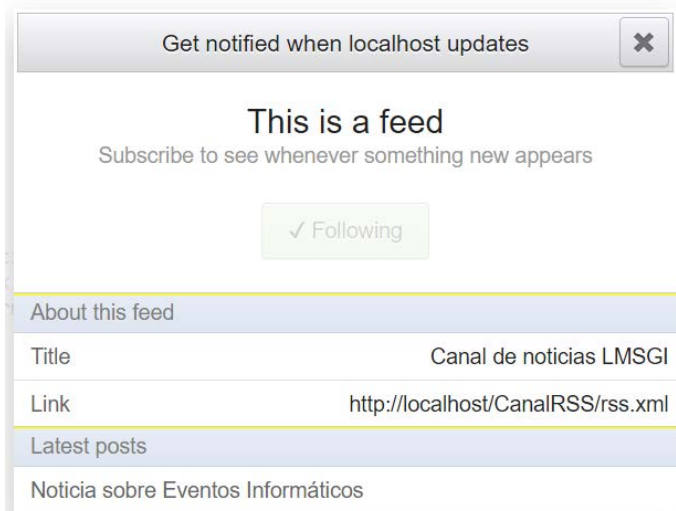 Get notified when localhost updates
This is a feed
Subscribe to see whenever something new appears
✓ Following
About this feed
Title Canal de noticias LMSGI
Link http://localhost/CanalRSS/rss.xml
Latest posts
Noticia sobre Eventos Informáticos